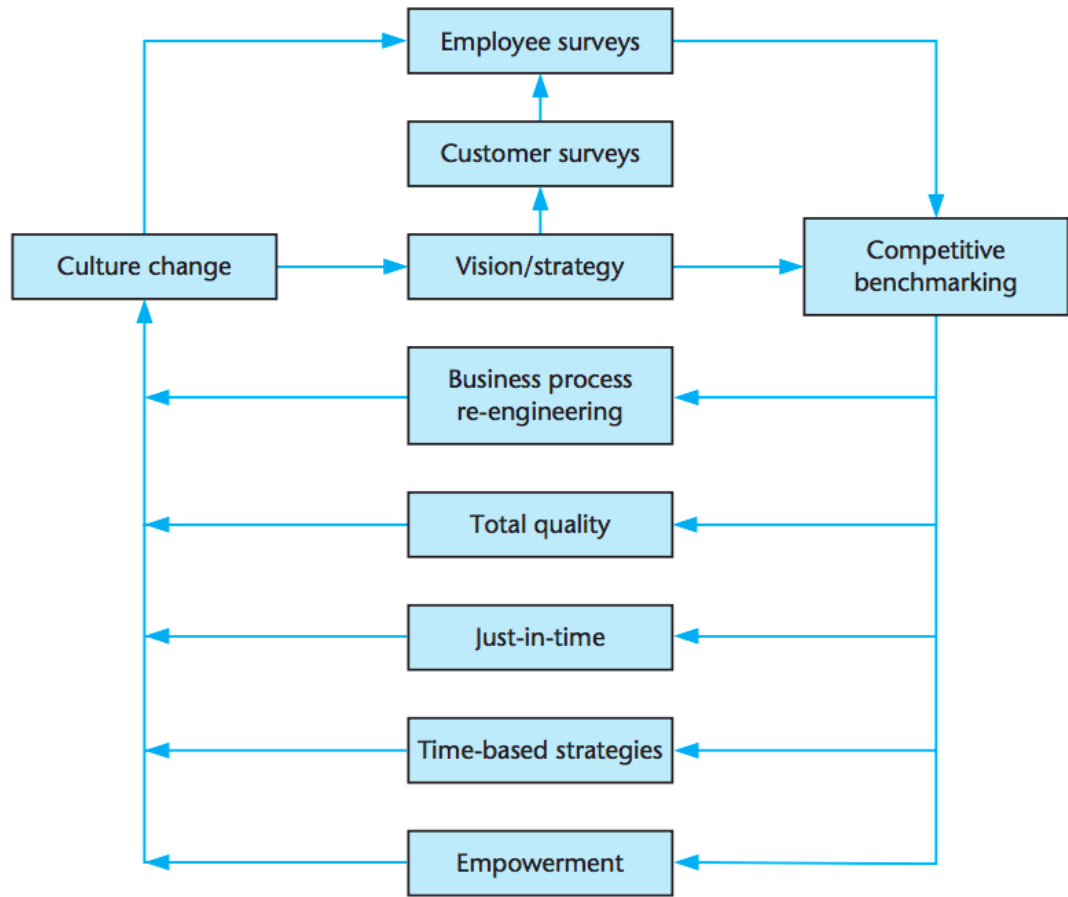 Employee surveys
Customer surveys
Culture change
Vision/strategy
Competitive
benchmarking
Business process
re-engineering
Total quality
Just-in-time
Time-based strategies
Empowerment